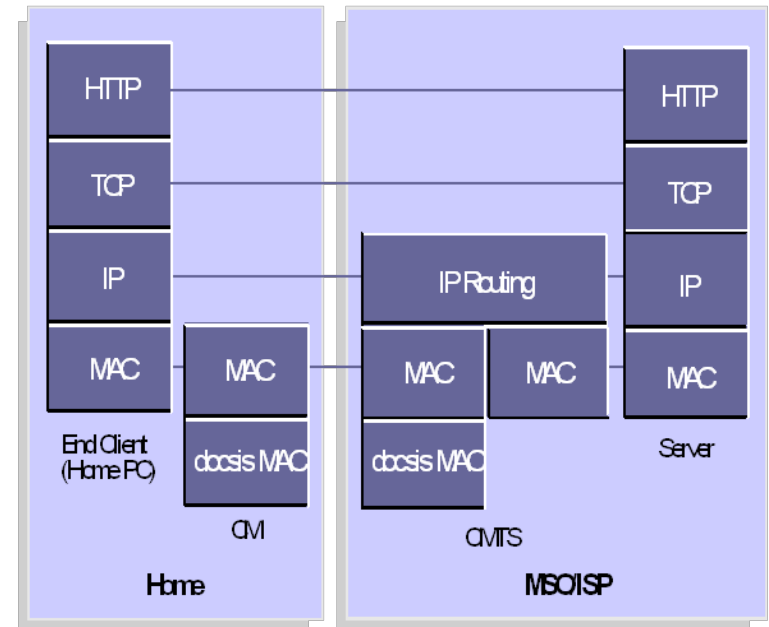 HTTP
TCP
IP
MAC
End Client
(Home PC)
MAC
docsis MAC
CM
Home
IP Routing
MAC
MAC
docsis MAC
CMTS
HTTP
TCP
IP
MAC
Server
MSO/ISP